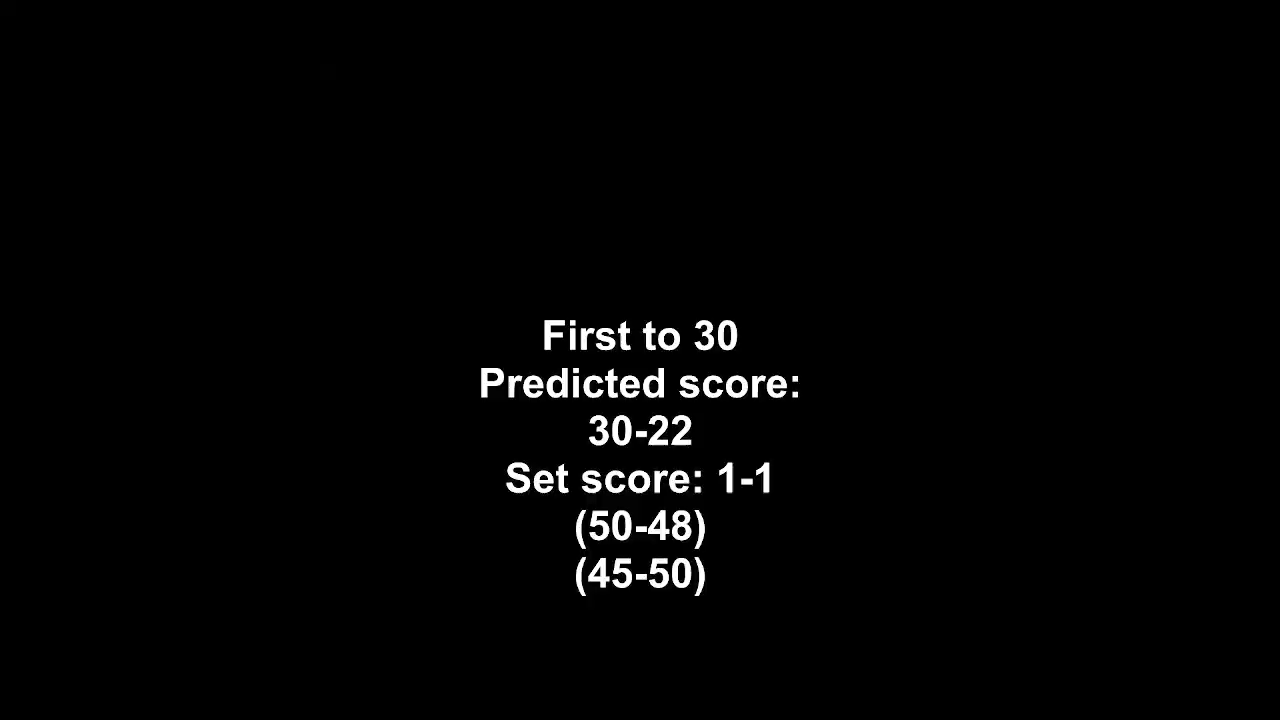 First to 30
Predicted score:
30-22
Set score: 1-1
(50-48)
(45-50)